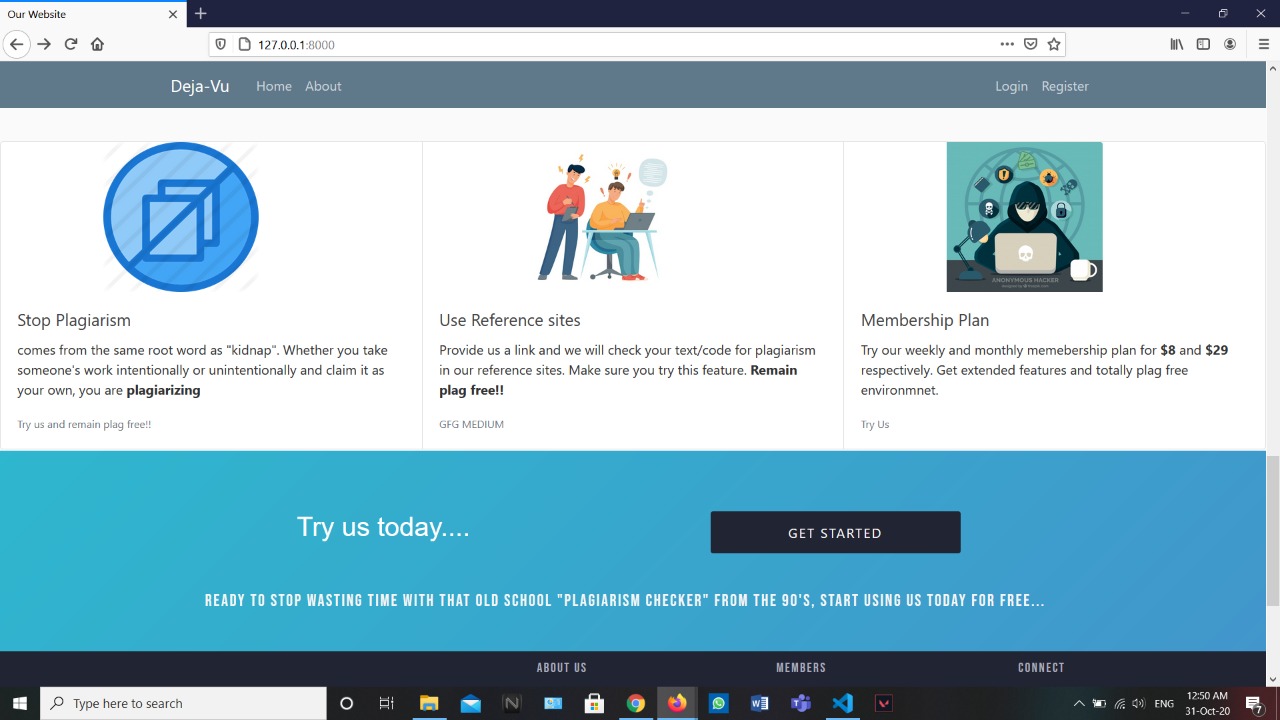 Our Website
127.0.0.1:8000
Deja-Vu Home About Login Register
Stop Plagiarism
comes from the same root word as "kidnap". Whether you take
someone's work intentionally or unintentionally and claim it as
your own, you are plagiarizing
Try us and remain plag free!!
Use Reference sites
Provide us a link and we will check your text/code for plagiarism
in our reference sites. Make sure you try this feature. Remain
plag free!!
GFG MEDIUM
ANONYMOUS HACKER
Membership Plan
Try our weekly and monthly memebership plan for $8 and $29
respectively. Get extended features and totally plag free
environmnet.
Try Us
Try us today....
GET STARTED
READY TO STOP WASTING TIME WITH THAT OLD SCHOOL "PLAGIARISM CHECKER" FROM THE 90'S, START USING US TODAY FOR FREE...
ABOUT US MEMBERS CONNECT
Type here to search
ENG
12:50 AM
31-Oct-20
7